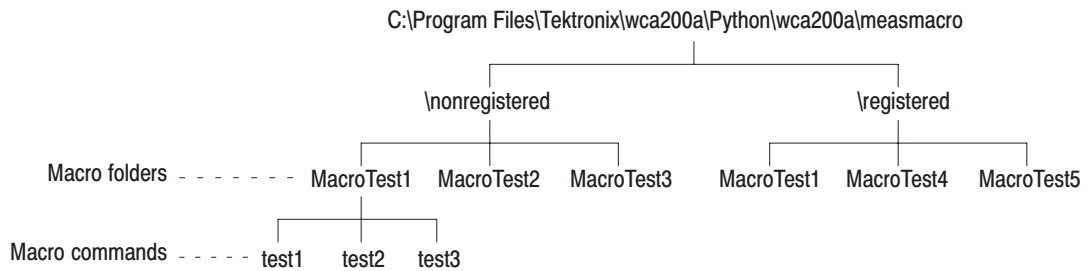 C:\Program Files\Tektronix\wca200a\Python\wca200a\measmacro
\nonregistered \registered
Macro folders MacroTest1 MacroTest2 MacroTest3 MacroTest1 MacroTest4 MacroTest5
Macro commands test1 test2 test3